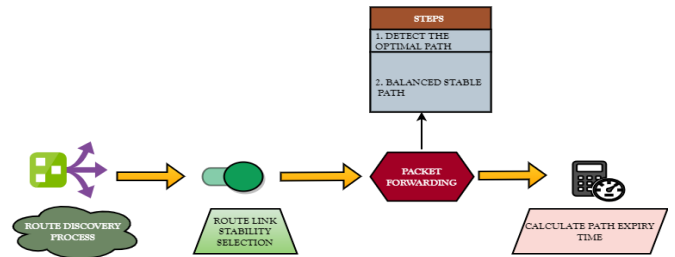 STEPS
1. DETECT THE
OPTIMAL PATH
2. BALANCED STABLE
PATH
ROUTE DISCOVERY
PROCESS
ROUTE LINK
STABILITY
SELECTION
PACKET
FORWARDING
CALCULATE PATH EXPIRY
TIME